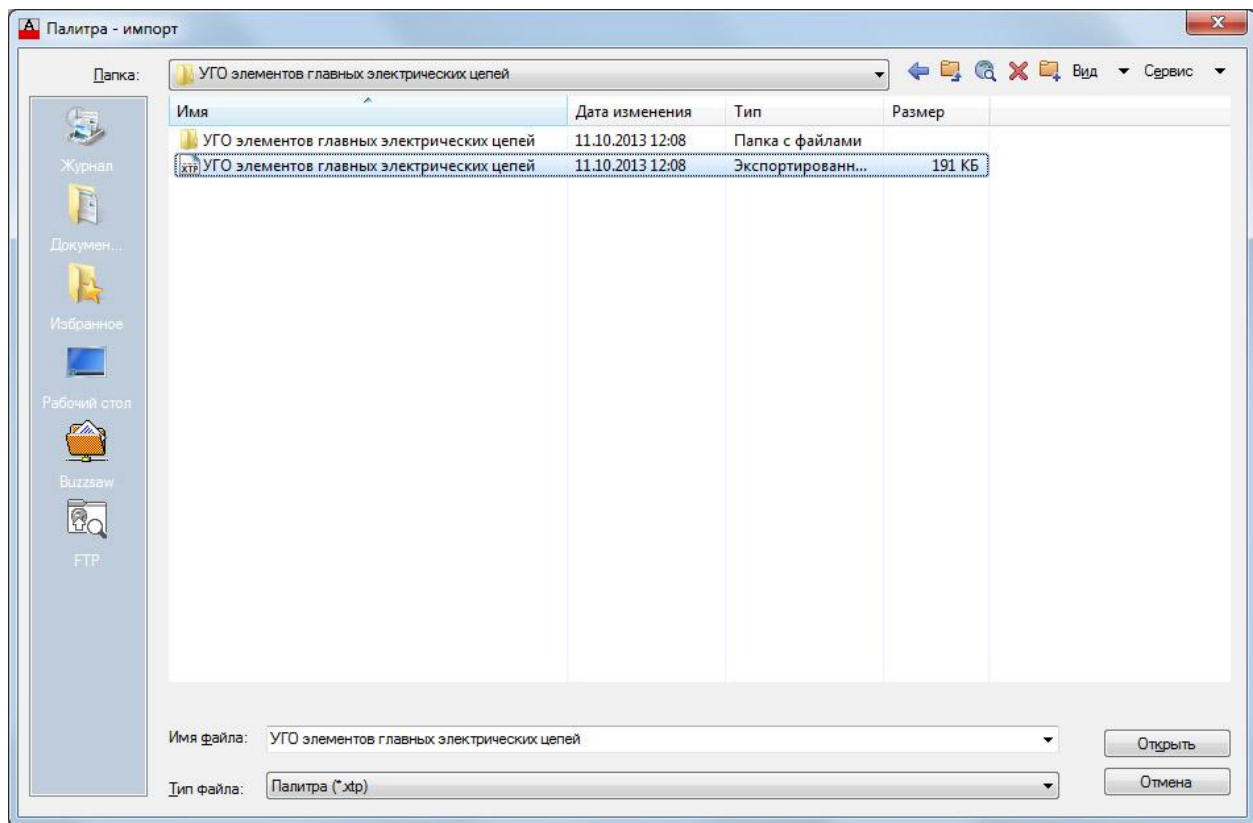 Палитра - импорт
Папка: УГО элементов главных электрических цепей Вид Сервис
Имя Дата изменения Тип Размер
УГО элементов главных электрических цепей 11.10.2013 12:08 Папка с файлами
XTP УГО элементов главных электрических цепей 11.10.2013 12:08 Экспортированн... 191 КБ
Журнал
Докумен...
Избранное
Рабочий стол
Buzzsaw
FTP
Имя файла: УГО элементов главных электрических цепей Открыть
Тип файла: Палитра (*.xtp) Отмена